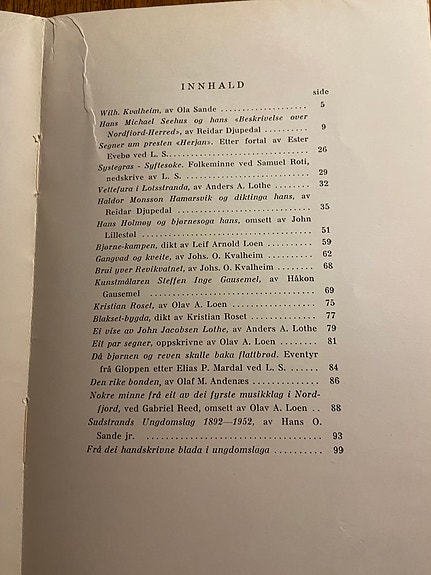 INNHALD
side
Wilh. Kvalheim, av Ola Sande .................... 5
Hans Michael Seehus og hans «Beskrivelse over
Nordfiord-Herred», av Reidar Djupedal .......... 9
Segner um presten «Herjan». Etter fortal av Ester
Evebø ved L. S. ................................ 26
Systegras - Syftesoke. Folkeminne ved Samuel Roti,
nedskrive av L. S. ............................. 29
Vettefura i Lotsstranda, av Anders A. Lothe ....... 32
Haldor Monsson Hamarsvik og diktinga hans, av
Reidar Djupedal ................................ 35
Hans Holmøy og bjørnesoga hans, omsett av John
Lillestøl ...................................... 51
Bjørne-kampen, dikt av Leif Arnold Loen .......... 59
Gangvad og kveite, av Johs. O. Kvalheim .......... 62
Brui yver Revikvatnet, av Johs. O. Kvalheim ....... 68
Kunstmålaren Steffen Inge Gausemel, av Håkon
Gausemel ....................................... 69
Kristian Roset, av Olav A. Loen .................. 75
Blakset-bygda, dikt av Kristian Roset ............ 77
Ei vise av John Jacobsen Lothe, av Anders A. Lothe 79
Eit par segner, oppskrivne av Olav A. Loen ....... 81
Då bjørnen og reven skulle baka flatbrød. Eventyr
frå Gloppen etter Elias P. Mardal ved L. S. ...... 84
Den rike bonden, av Olaf M. Andenæs .............. 86
Nokre minne frå eit av dei fyrste musikklag i Nord-
fjord, ved Gabriel Reed, omsett av Olav A. Loen .. 88
Sadstrands Ungdomslag 1892—1952, av Hans O.
Sande jr. ...................................... 93
Frå dei handskrivne blada i ungdomslaga .......... 99